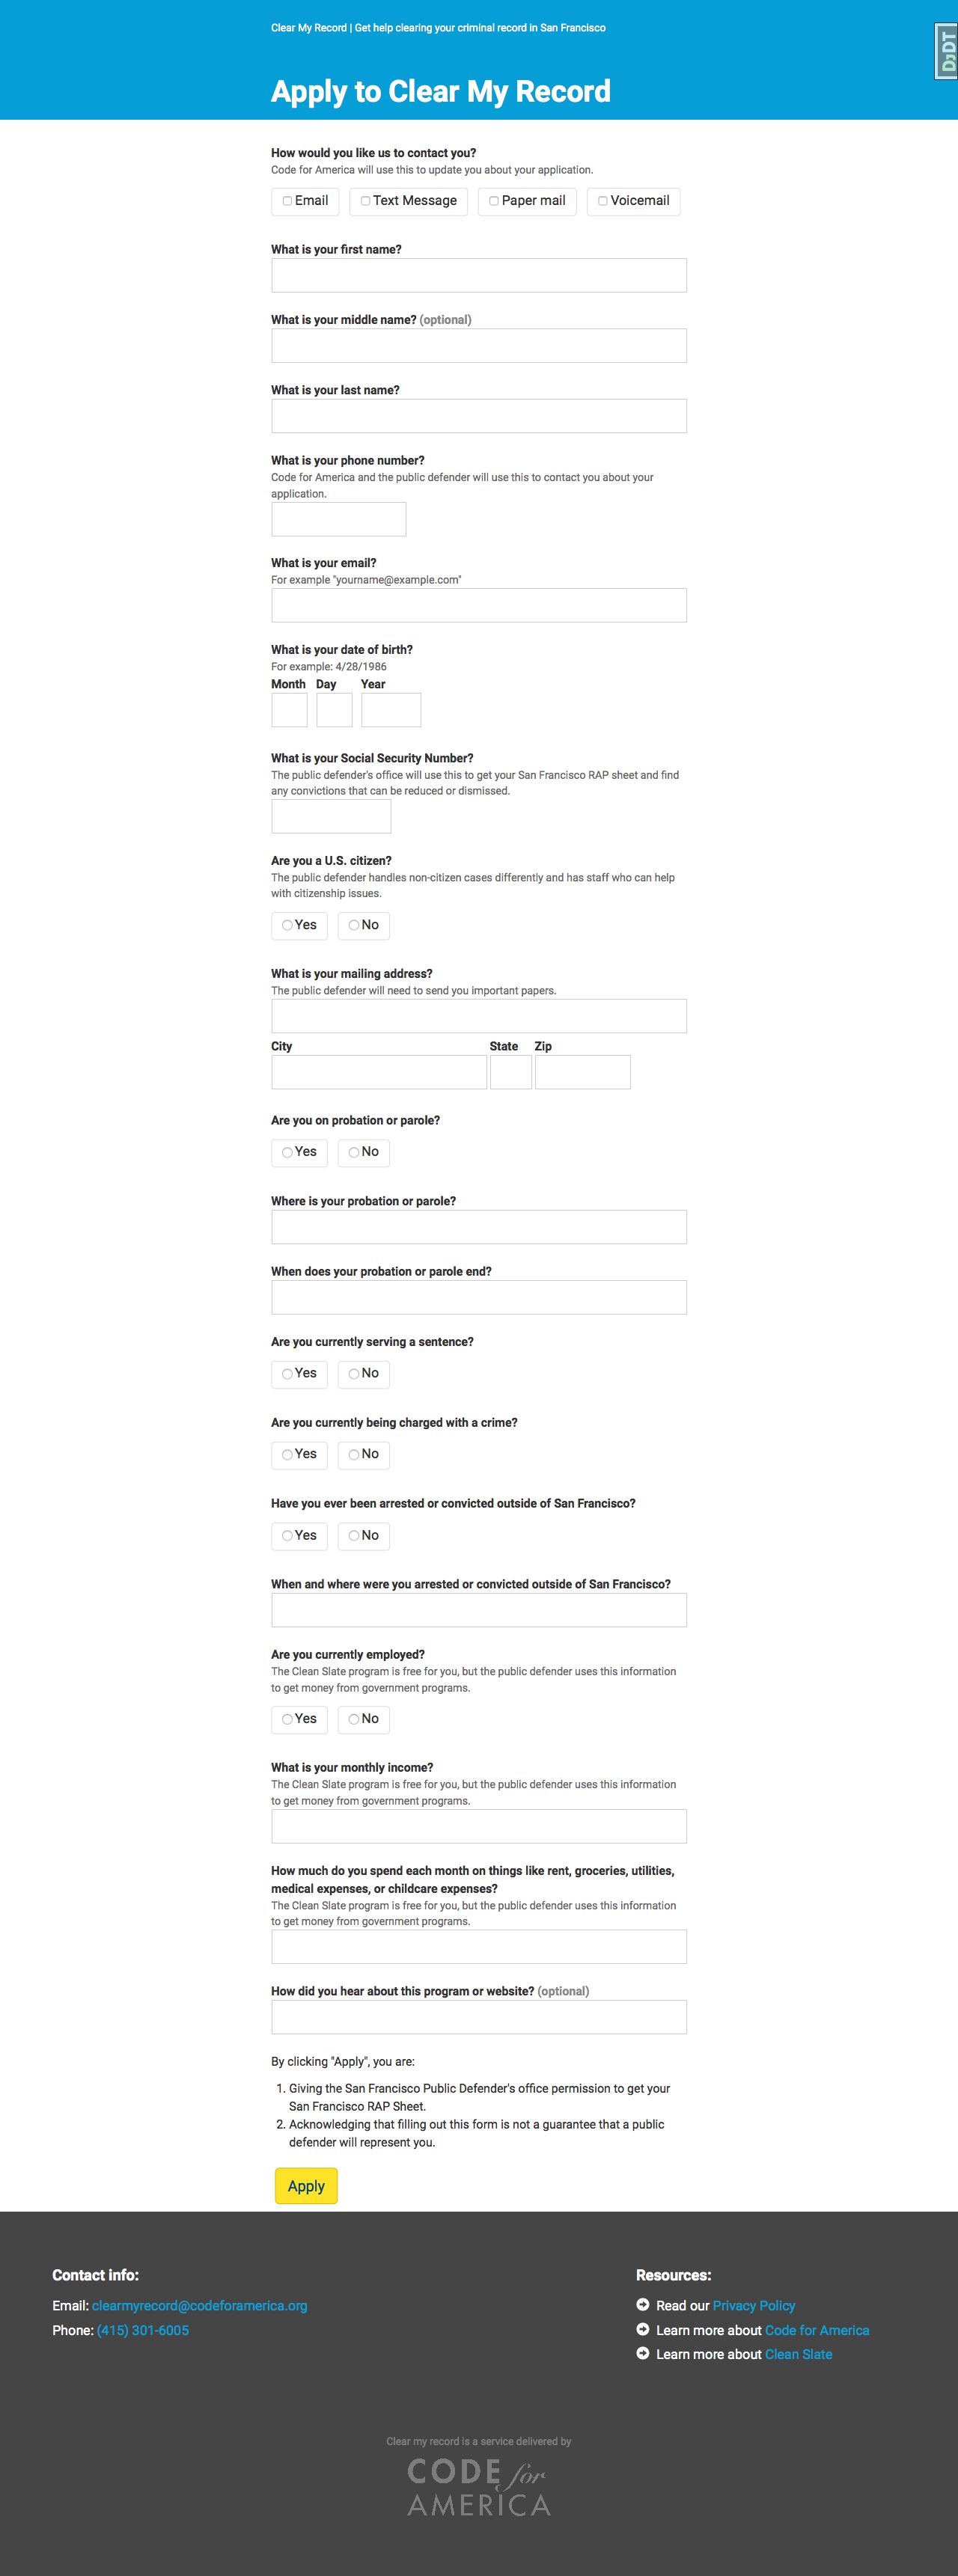 Clear My Record | Get help clearing your criminal record in San Francisco
DjDT
Apply to Clear My Record
How would you like us to contact you?
Code for America will use this to update you about your application.
Email Text Message Paper mail Voicemail
What is your first name?
What is your middle name? (optional)
What is your last name?
What is your phone number?
Code for America and the public defender will use this to contact you about your
application.
What is your email?
For example "yourname@example.com"
What is your date of birth?
For example: 4/28/1986
Month Day Year
What is your Social Security Number?
The public defender's office will use this to get your San Francisco RAP sheet and find
any convictions that can be reduced or dismissed.
Are you a U.S. citizen?
The public defender handles non-citizen cases differently and has staff who can help
with citizenship issues.
Yes No
What is your mailing address?
The public defender will need to send you important papers.
City State Zip
Are you on probation or parole?
Yes No
Where is your probation or parole?
When does your probation or parole end?
Are you currently serving a sentence?
Yes No
Are you currently being charged with a crime?
Yes No
Have you ever been arrested or convicted outside of San Francisco?
Yes No
When and where were you arrested or convicted outside of San Francisco?
Are you currently employed?
The Clean Slate program is free for you, but the public defender uses this information
to get money from government programs.
Yes No
What is your monthly income?
The Clean Slate program is free for you, but the public defender uses this information
to get money from government programs.
How much do you spend each month on things like rent, groceries, utilities,
medical expenses, or childcare expenses?
The Clean Slate program is free for you, but the public defender uses this information
to get money from government programs.
How did you hear about this program or website? (optional)
By clicking "Apply", you are:
1. Giving the San Francisco Public Defender's office permission to get your
San Francisco RAP Sheet.
2. Acknowledging that filling out this form is not a guarantee that a public
defender will represent you.
Apply
Contact info:
Email: clearmyrecord@codeforamerica.org
Phone: (415) 301-6005
Resources:
Read our Privacy Policy
Learn more about Code for America
Learn more about Clean Slate
Clear my record is a service delivered by
CODE for
AMERICA